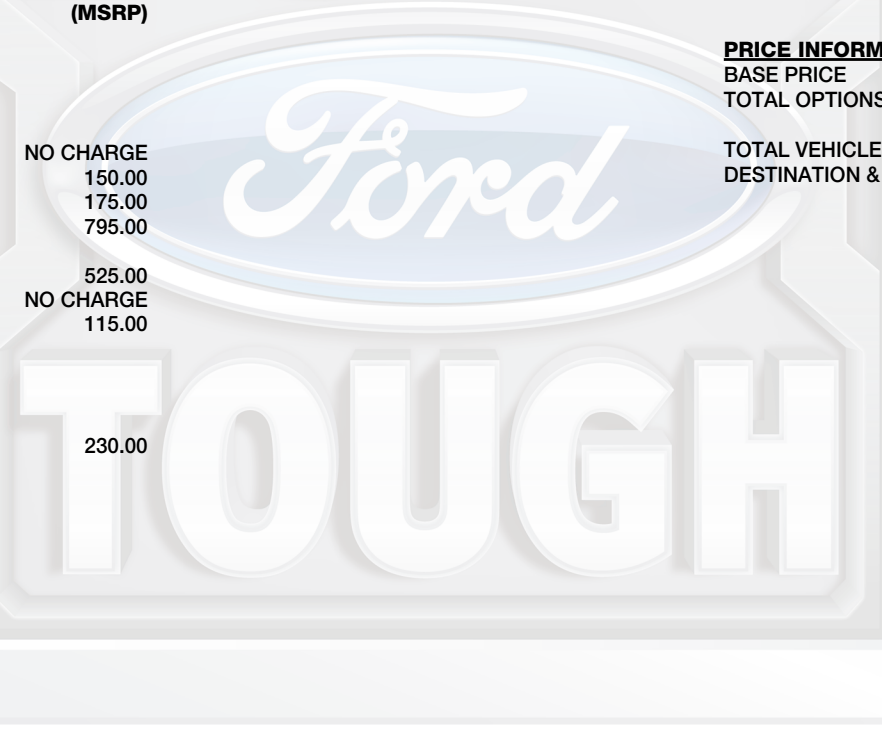 (MSRP)
NO CHARGE
150.00
175.00
795.00
525.00
NO CHARGE
115.00
230.00
PRICE INFORM
BASE PRICE
TOTAL OPTIONS
TOTAL VEHICLE
DESTINATION &
Ford
TOUGH